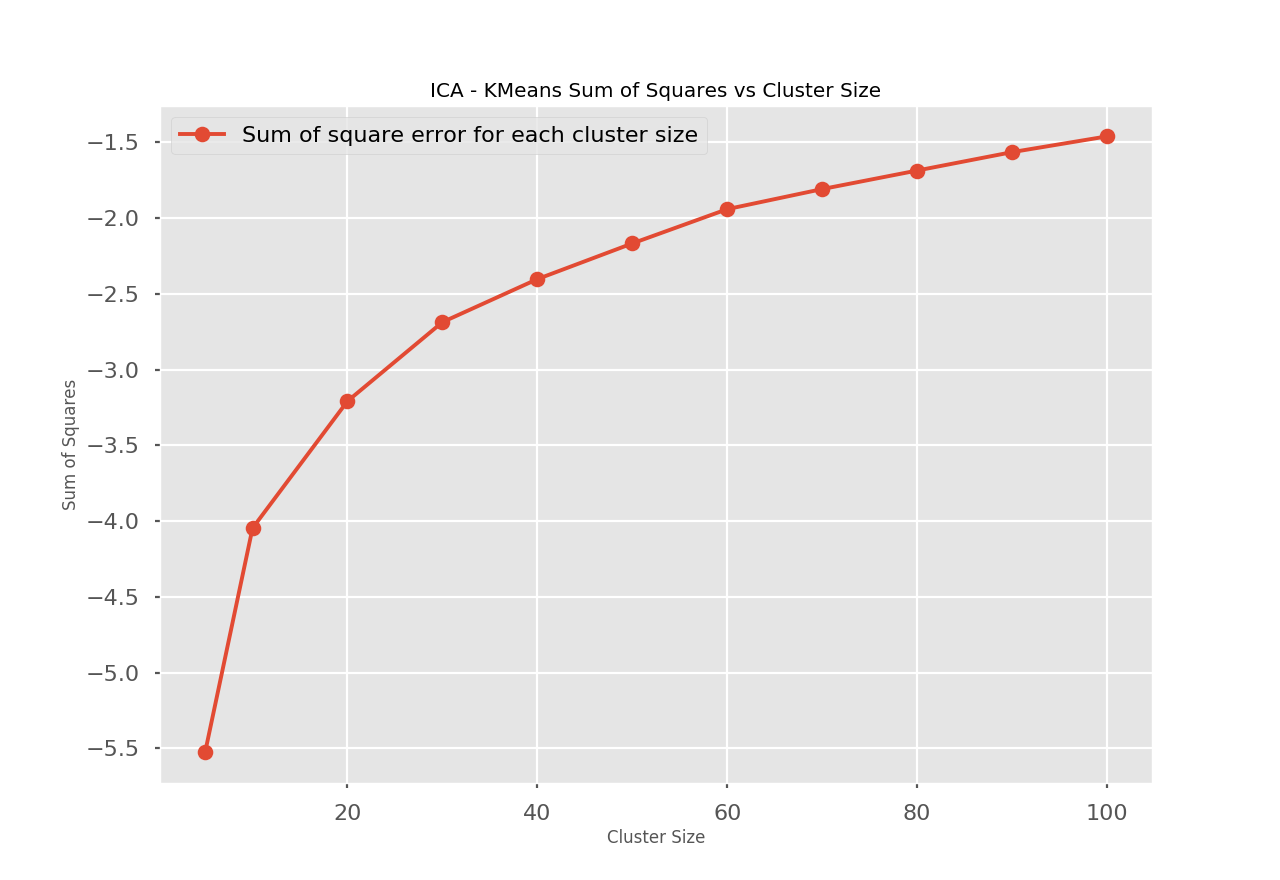 ICA - KMeans Sum of Squares vs Cluster Size
Sum of square error for each cluster size
Sum of Squares
−1.5
−2.0
−2.5
−3.0
−3.5
−4.0
−4.5
−5.0
−5.5
20 40 60 80 100
Cluster Size